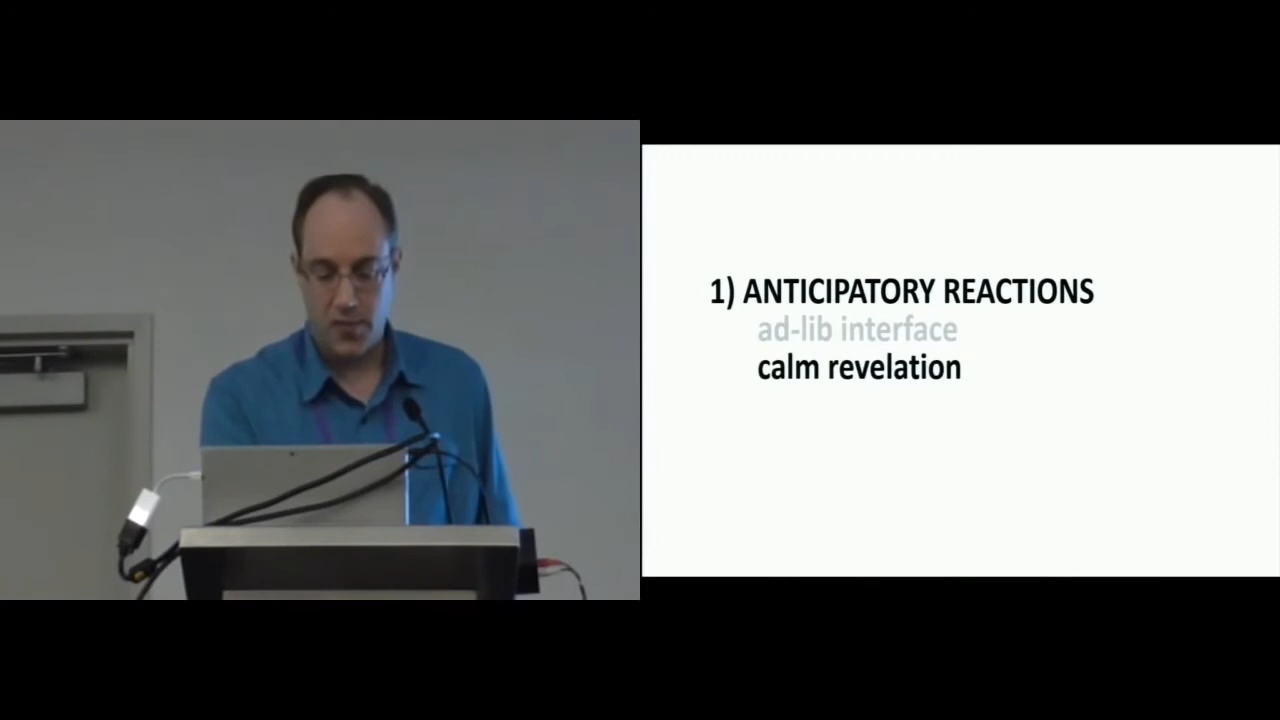 1) ANTICIPATORY REACTIONS
ad-lib interface
calm revelation